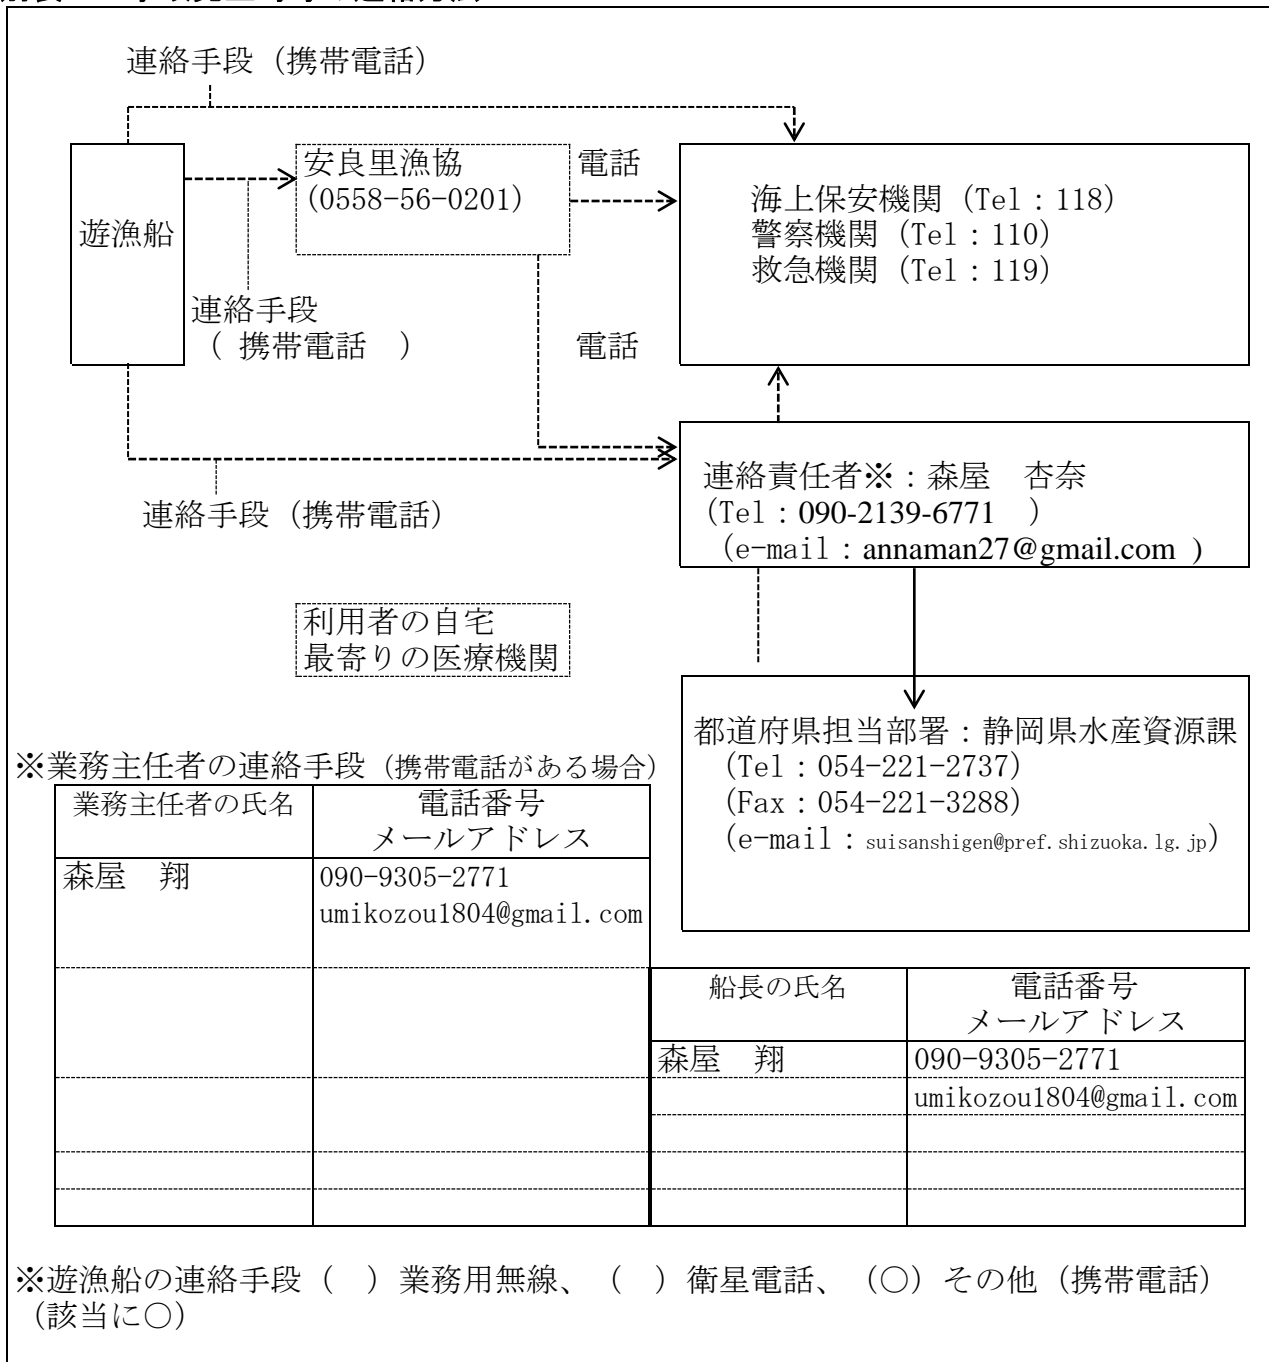 連絡手段（携帯電話）
遊漁船
安良里漁協
(0558-56-0201)
電話
海上保安機関（Tel：118）
警察機関（Tel：110）
救急機関（Tel：119）
連絡手段
（ 携帯電話 ）
電話
連絡責任者※：森屋　杏奈
（Tel：090-2139-6771　）
（e-mail：annaman27@gmail.com )
連絡手段（携帯電話）
利用者の自宅
最寄りの医療機関
都道府県担当部署：静岡県水産資源課
（Tel：054-221-2737）
（Fax：054-221-3288）
（e-mail：suisanshigen@pref.shizuoka.lg.jp）
※業務主任者の連絡手段（携帯電話がある場合）
業務主任者の氏名
電話番号
メールアドレス
森屋　翔
090-9305-2771
umikozou1804@gmail.com
船長の氏名
電話番号
メールアドレス
森屋　翔
090-9305-2771
umikozou1804@gmail.com
※遊漁船の連絡手段（　）業務用無線、（　）衛星電話、（○）その他（携帯電話）
（該当に○）